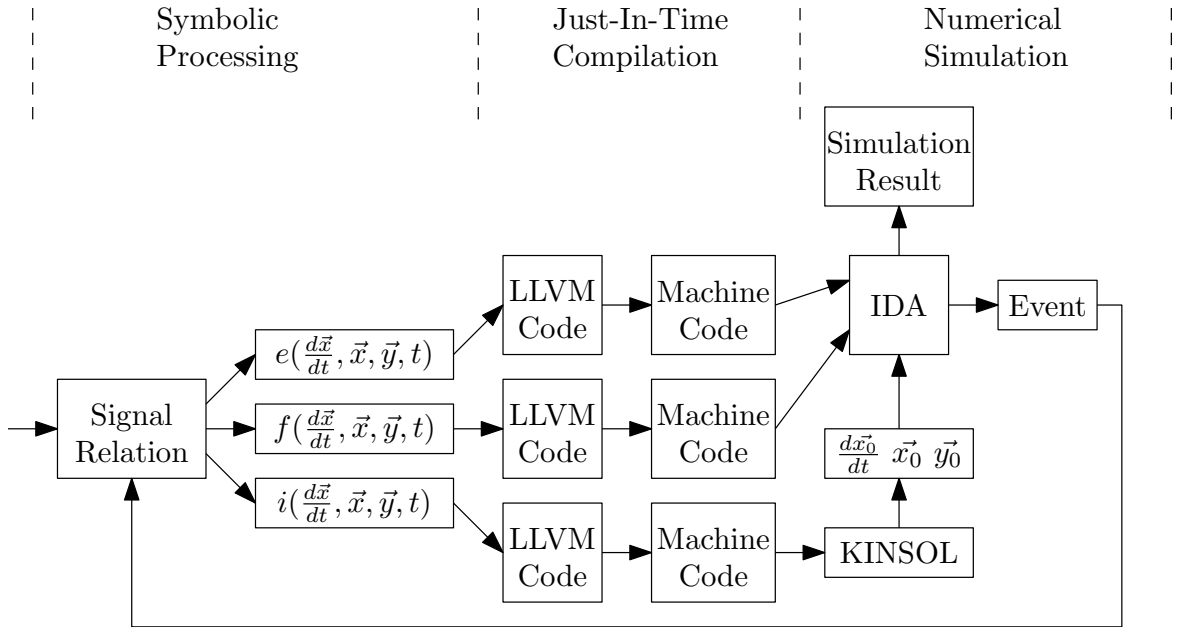 Symbolic
Processing
Just-In-Time
Compilation
Numerical
Simulation
Simulation
Result
LLVM
Code
Machine
Code
IDA
Event
e(dx⃗/dt, x⃗, y⃗, t)
Signal
Relation
f(dx⃗/dt, x⃗, y⃗, t)
LLVM
Code
Machine
Code
dx⃗₀/dt x⃗₀ y⃗₀
i(dx⃗/dt, x⃗, y⃗, t)
LLVM
Code
Machine
Code
KINSOL